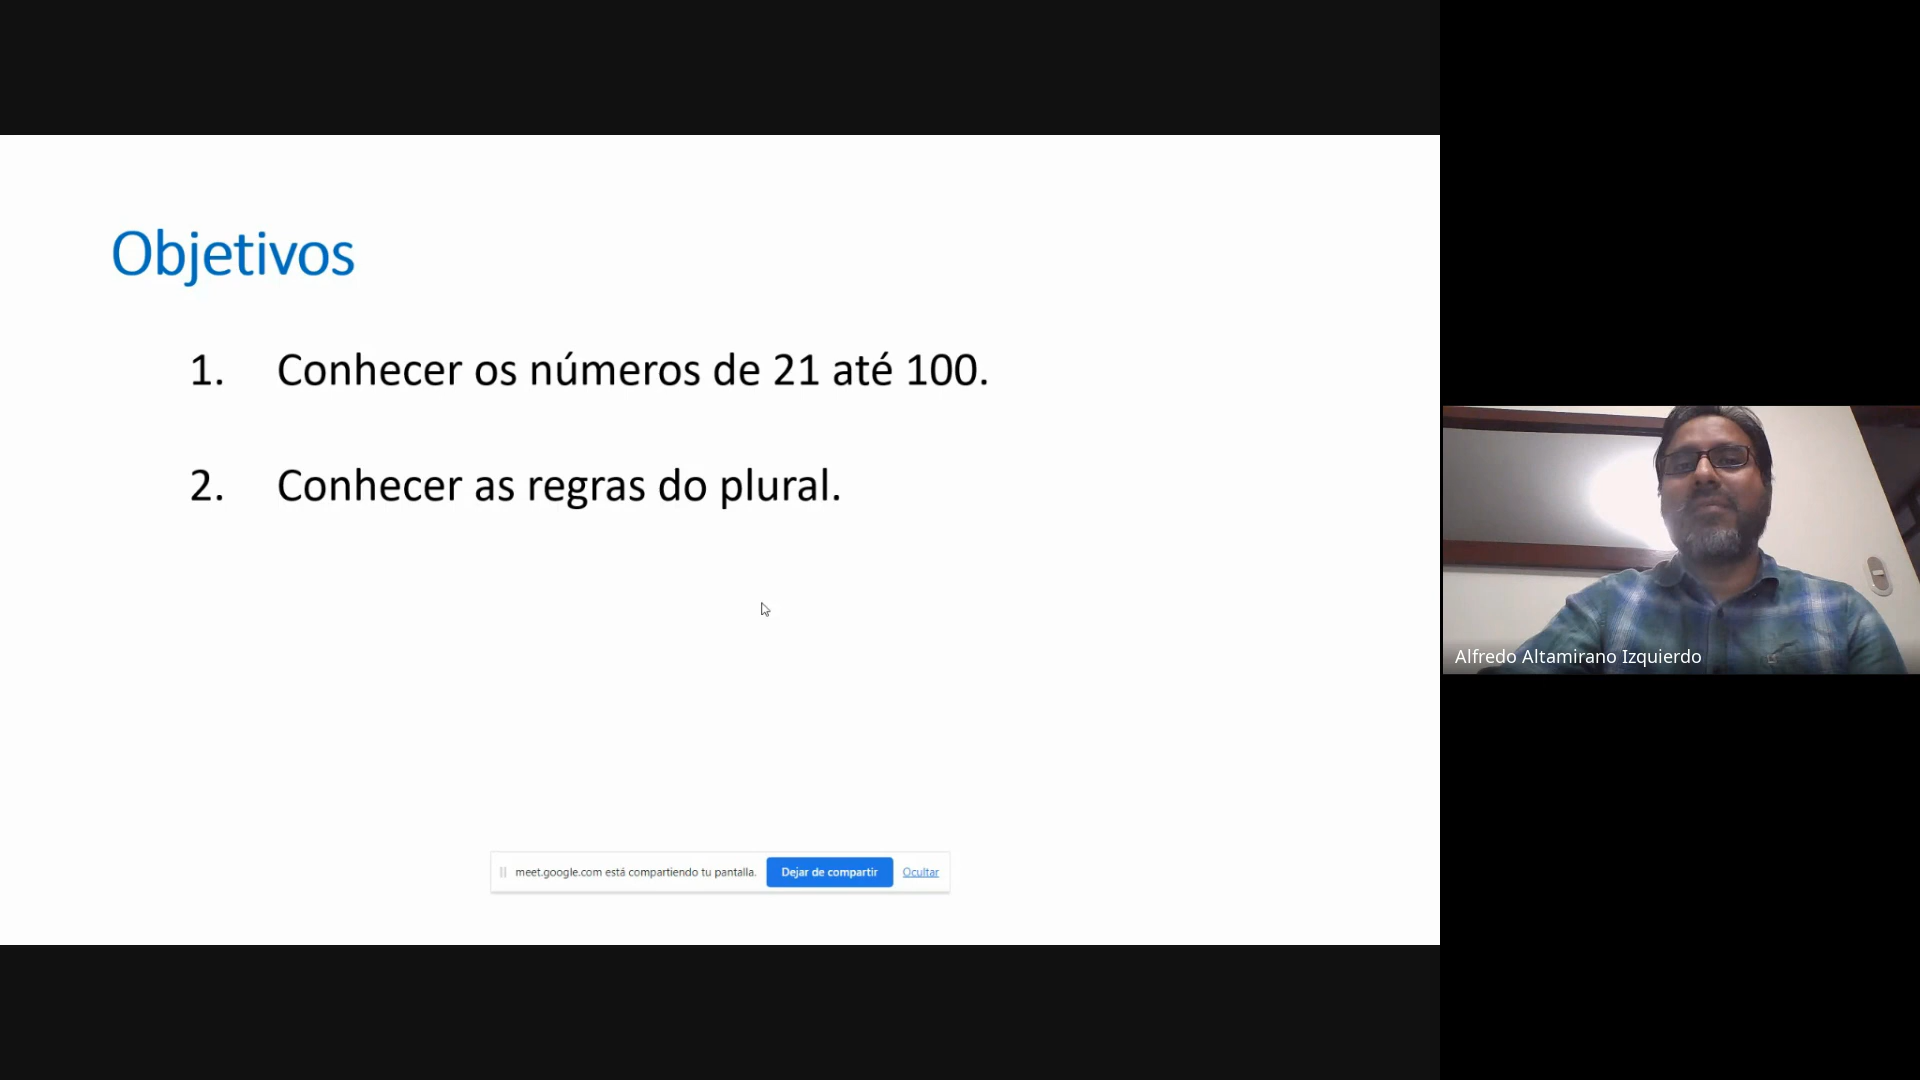 Objetivos
1. Conhecer os números de 21 até 100.
2. Conhecer as regras do plural.
meet.google.com está compartiendo tu pantalla. Dejar de compartir Ocultar
Alfredo Altamirano Izquierdo